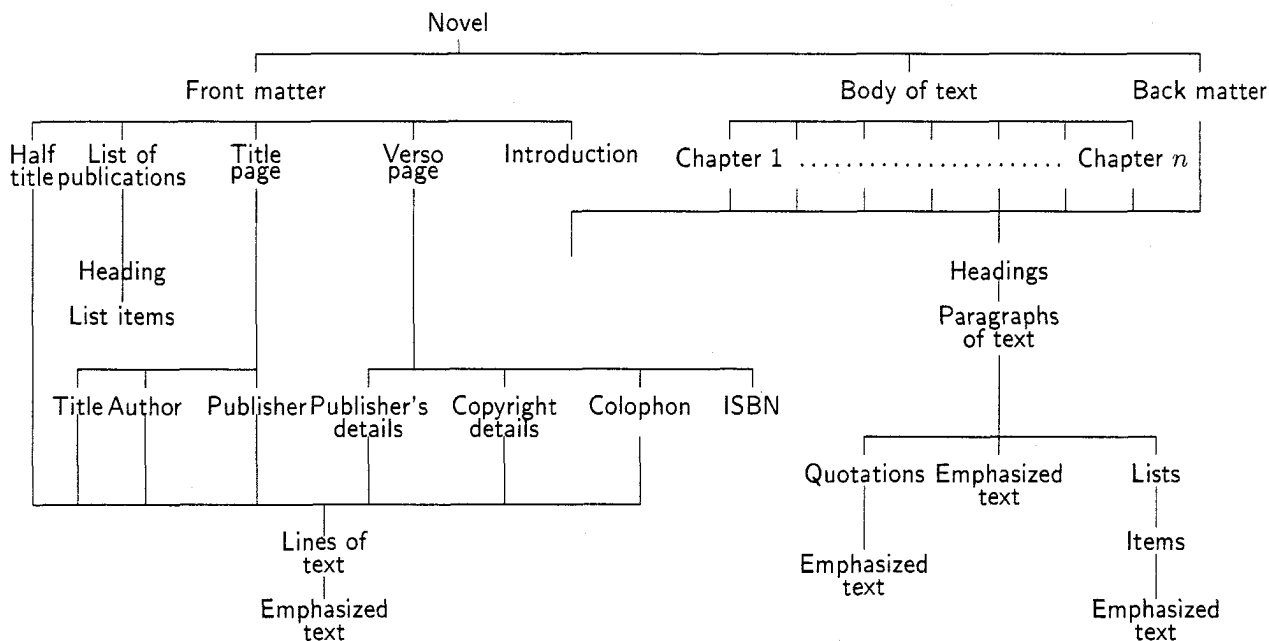 Novel
Front matter Body of text Back matter
Half title
List of publications
Title page
Verso page
Introduction
Chapter 1 ........................ Chapter n
Heading
List items
Headings
Paragraphs of text
Title Author Publisher
Publisher's details
Copyright details
Colophon
ISBN
Quotations
Emphasized text
Lists
Lines of text
Emphasized text
Emphasized text
Items
Emphasized text